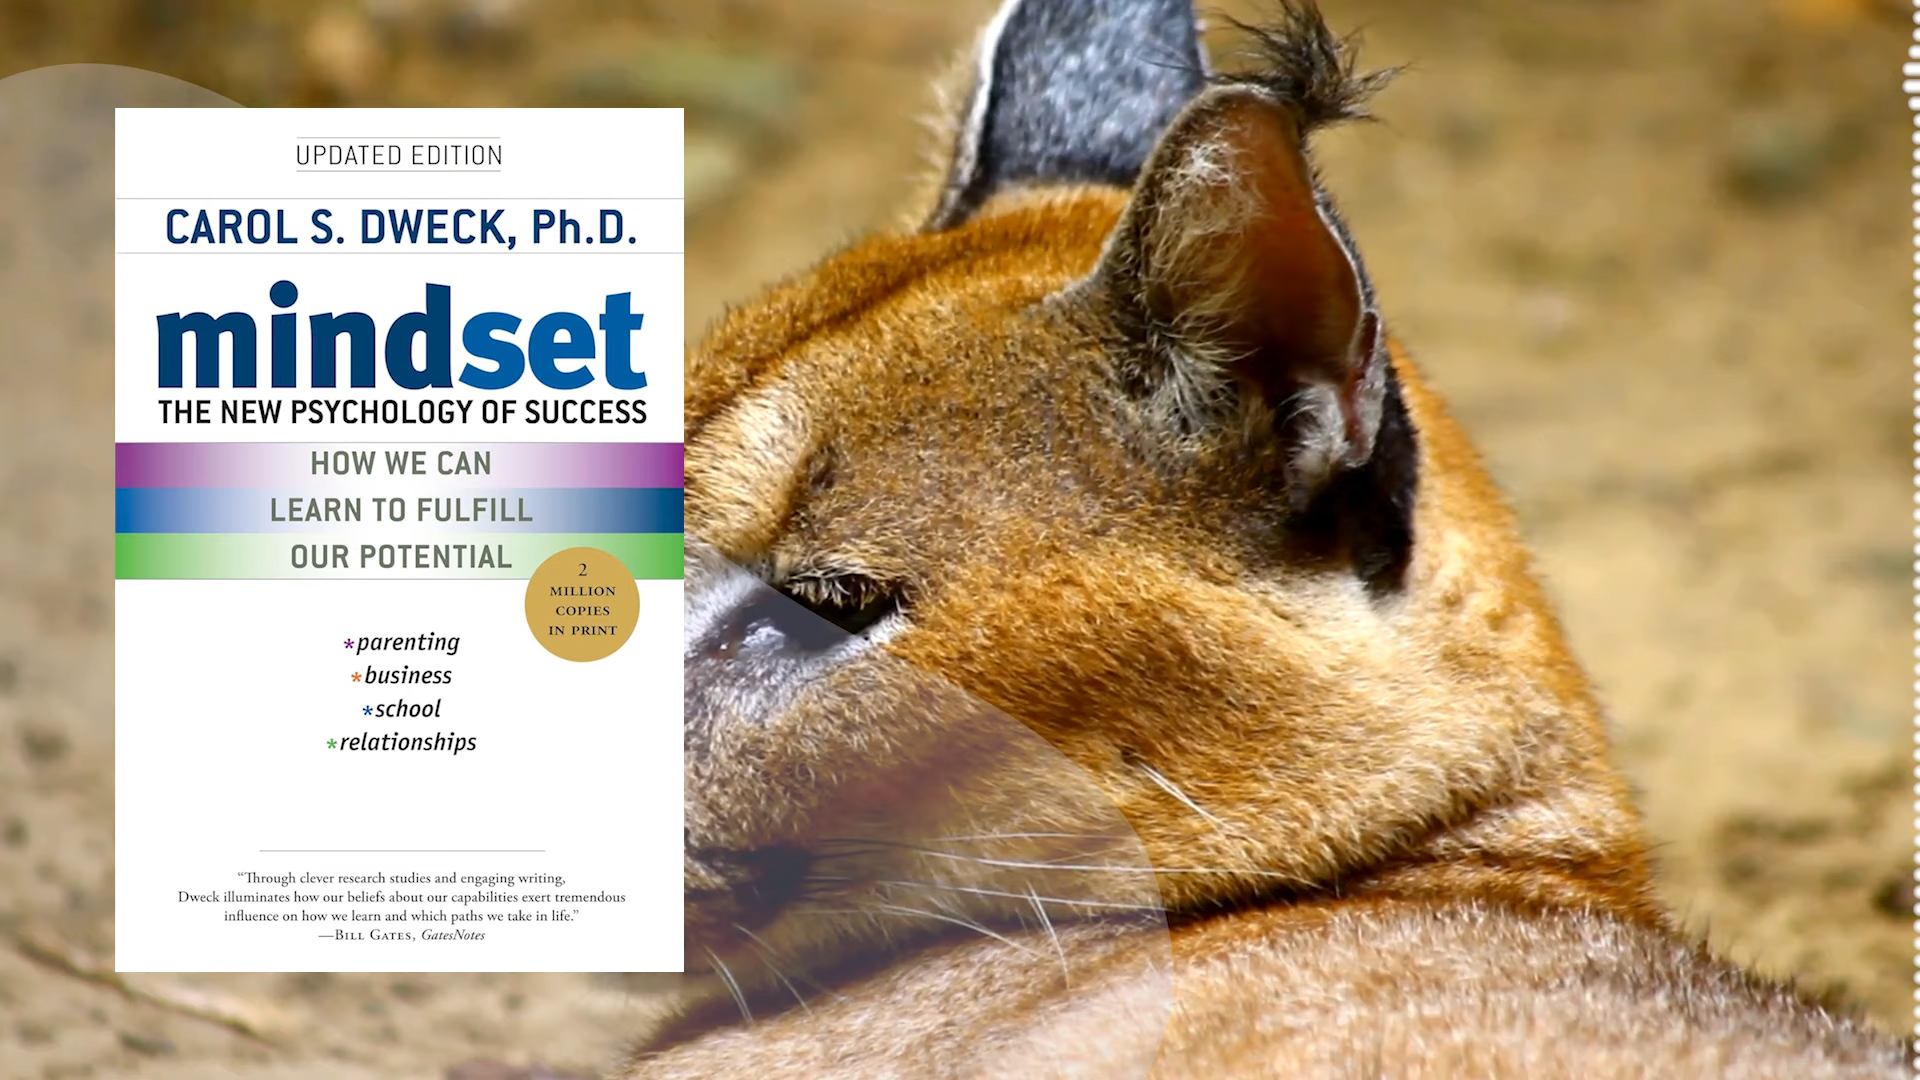 UPDATED EDITION
CAROL S. DWECK, Ph.D.
mindset
THE NEW PSYCHOLOGY OF SUCCESS
HOW WE CAN
LEARN TO FULFILL
OUR POTENTIAL
2
MILLION
COPIES
IN PRINT
*parenting
*business
*school
*relationships
“Through clever research studies and engaging writing,
Dweck illuminates how our beliefs about our capabilities exert tremendous
influence on how we learn and which paths we take in life.”
—BILL GATES, GatesNotes